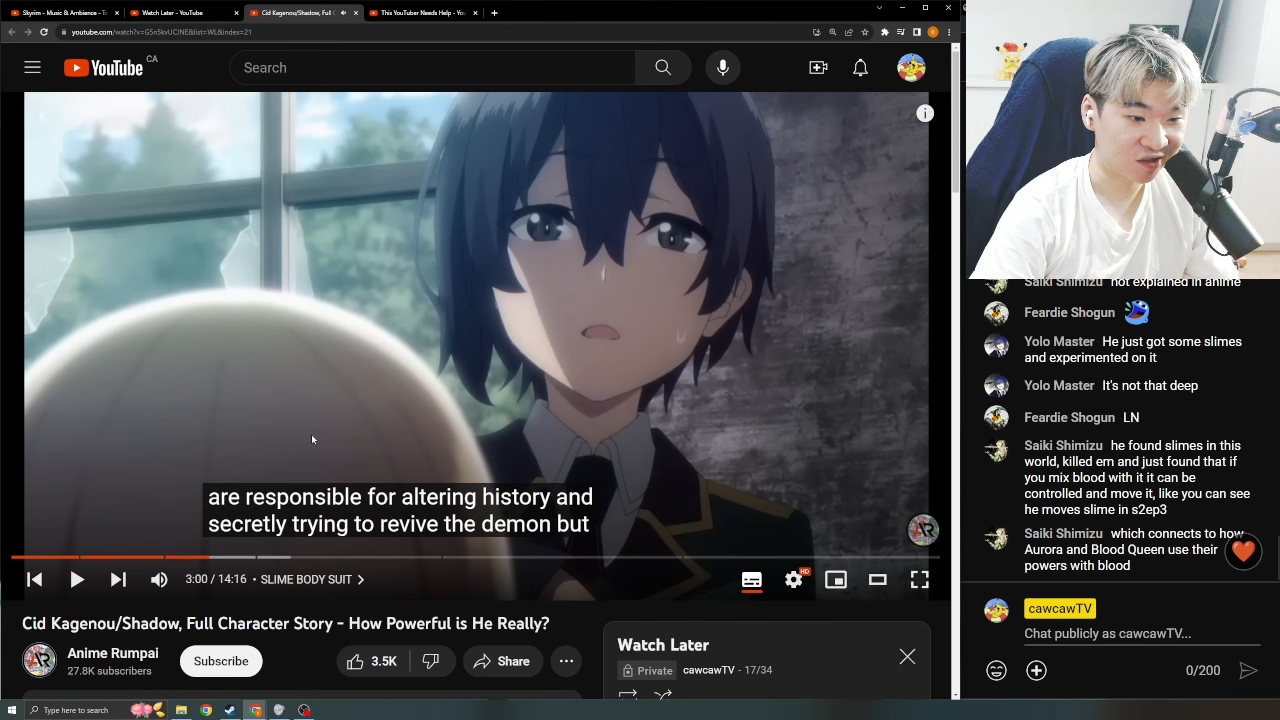 Skyrim - Music & Ambience - To
Watch Later - YouTube
Cid Kagenou/Shadow, Full C
This YouTuber Needs Help - You
youtube.com/watch?v=G5n5kvUCJNE&list=WL&index=21
YouTube CA
Search
are responsible for altering history and
secretly trying to revive the demon but
AR
3:00 / 14:16 • SLIME BODY SUIT
HD
Cid Kagenou/Shadow, Full Character Story - How Powerful is He Really?
AR
Anime Rumpai
27.8K subscribers
Subscribe
3.5K
Share
Watch Later
Private
cawcawTV - 17/34
Saiki Shimizu not explained in anime
Feardie Shogun
Yolo Master He just got some slimes
and experimented on it
Yolo Master It's not that deep
Feardie Shogun LN
Saiki Shimizu he found slimes in this
world, killed em and just found that if
you mix blood with it it can be
controlled and move it, like you can see
he moves slime in s2ep3
Saiki Shimizu which connects to how
Aurora and Blood Queen use their
powers with blood
cawcawTV
Chat publicly as cawcawTV...
0/200
Type here to search